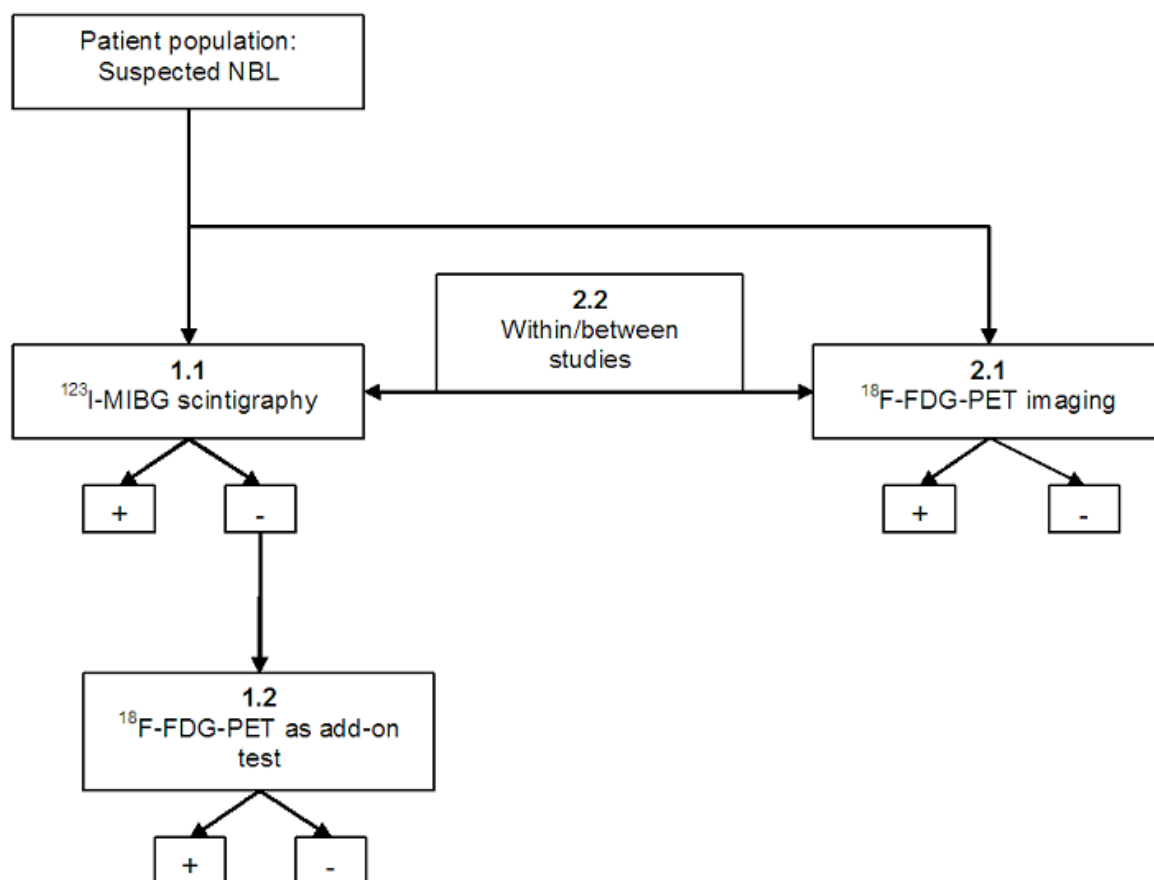 Patient population:
Suspected NBL
2.2
Within/between
studies
1.1
¹²³I-MIBG scintigraphy
2.1
¹⁸F-FDG-PET imaging
+
-
+
-
1.2
¹⁸F-FDG-PET as add-on
test
+
-